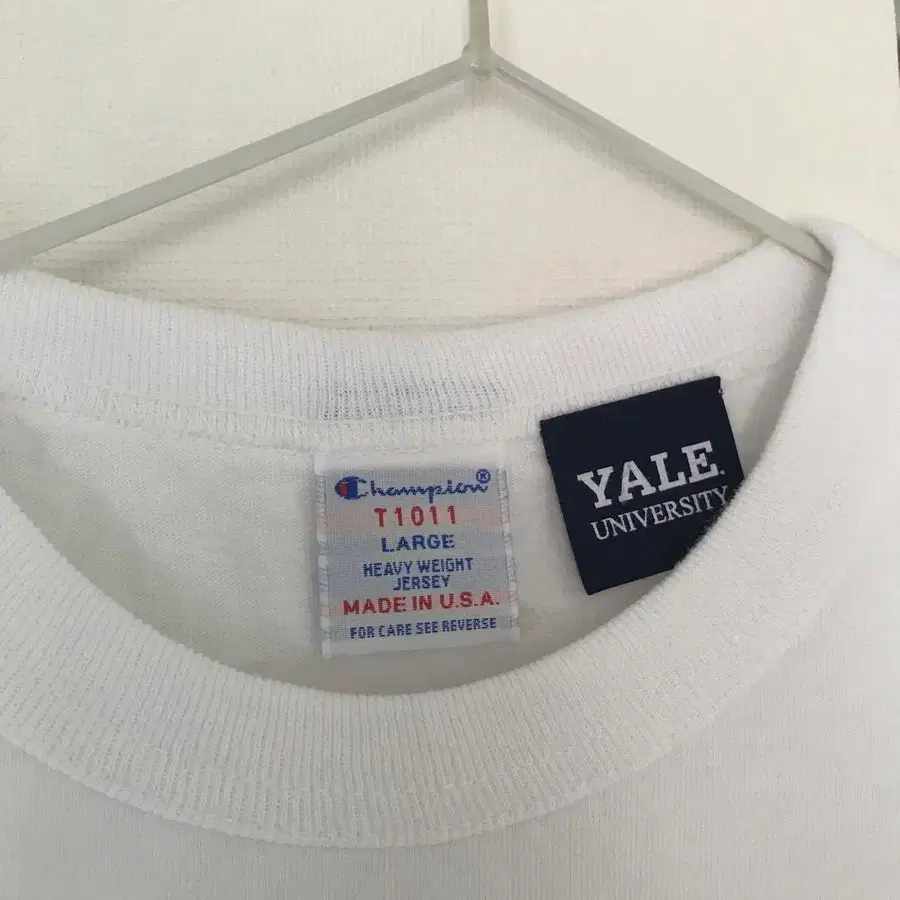 Champion®
T1011
LARGE
HEAVY WEIGHT
JERSEY
MADE IN U.S.A.
FOR CARE SEE REVERSE
YALE
UNIVERSITY